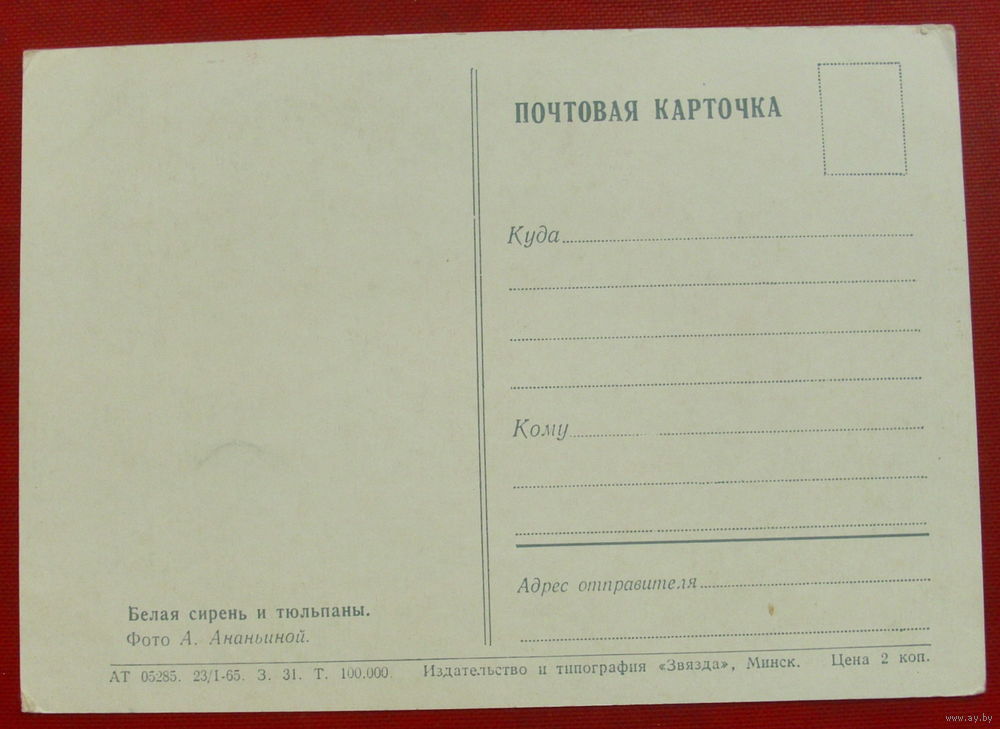 ПОЧТОВАЯ КАРТОЧКА
Куда
Кому
Адрес отправителя
Белая сирень и тюльпаны.
Фото А. Ананьиной.
АТ 05285. 23/I-65. З. 31. Т. 100.000. Издательство и типография «Звязда», Минск. Цена 2 коп.
www.ay.by